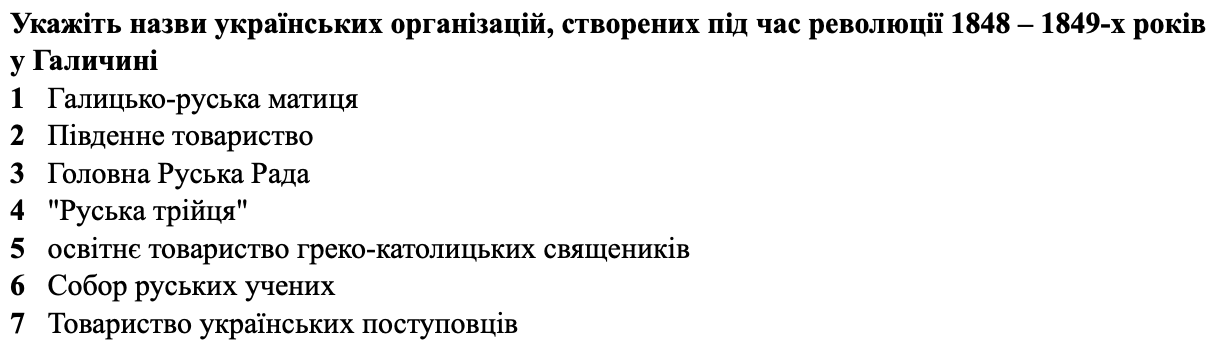 Укажіть назви українських організацій, створених під час революції 1848 – 1849-х років
у Галичині
1 Галицько-руська матиця
2 Південне товариство
3 Головна Руська Рада
4 "Руська трійця"
5 освітнє товариство греко-католицьких священиків
6 Собор руських учених
7 Товариство українських поступовців